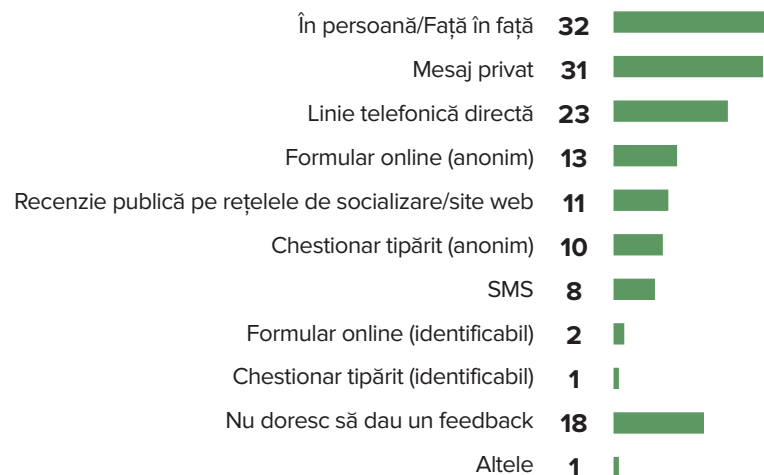 În persoană/Față în față 32
Mesaj privat 31
Linie telefonică directă 23
Formular online (anonim) 13
Recenzie publică pe rețelele de socializare/site web 11
Chestionar tipărit (anonim) 10
SMS 8
Formular online (identificabil) 2
Chestionar tipărit (identificabil) 1
Nu doresc să dau un feedback 18
Altele 1